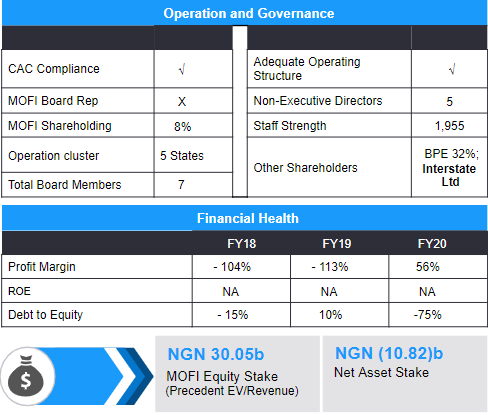 Operation and Governance
CAC Compliance √
MOFI Board Rep X
MOFI Shareholding 8%
Operation cluster 5 States
Total Board Members 7
Adequate Operating
Structure √
Non-Executive Directors 5
Staff Strength 1,955
Other Shareholders BPE 32%;
Interstate
Ltd
Financial Health
FY18 FY19 FY20
Profit Margin - 104% - 113% 56%
ROE NA NA NA
Debt to Equity - 15% 10% -75%
$
NGN 30.05b
MOFI Equity Stake
(Precedent EV/Revenue)
NGN (10.82)b
Net Asset Stake